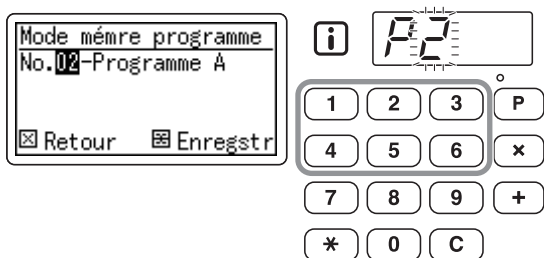 Mode mémre programme
No.02-Programme A
Retour Enregstr
i
P2
1 2 3 P
4 5 6 ×
7 8 9 +
* 0 C